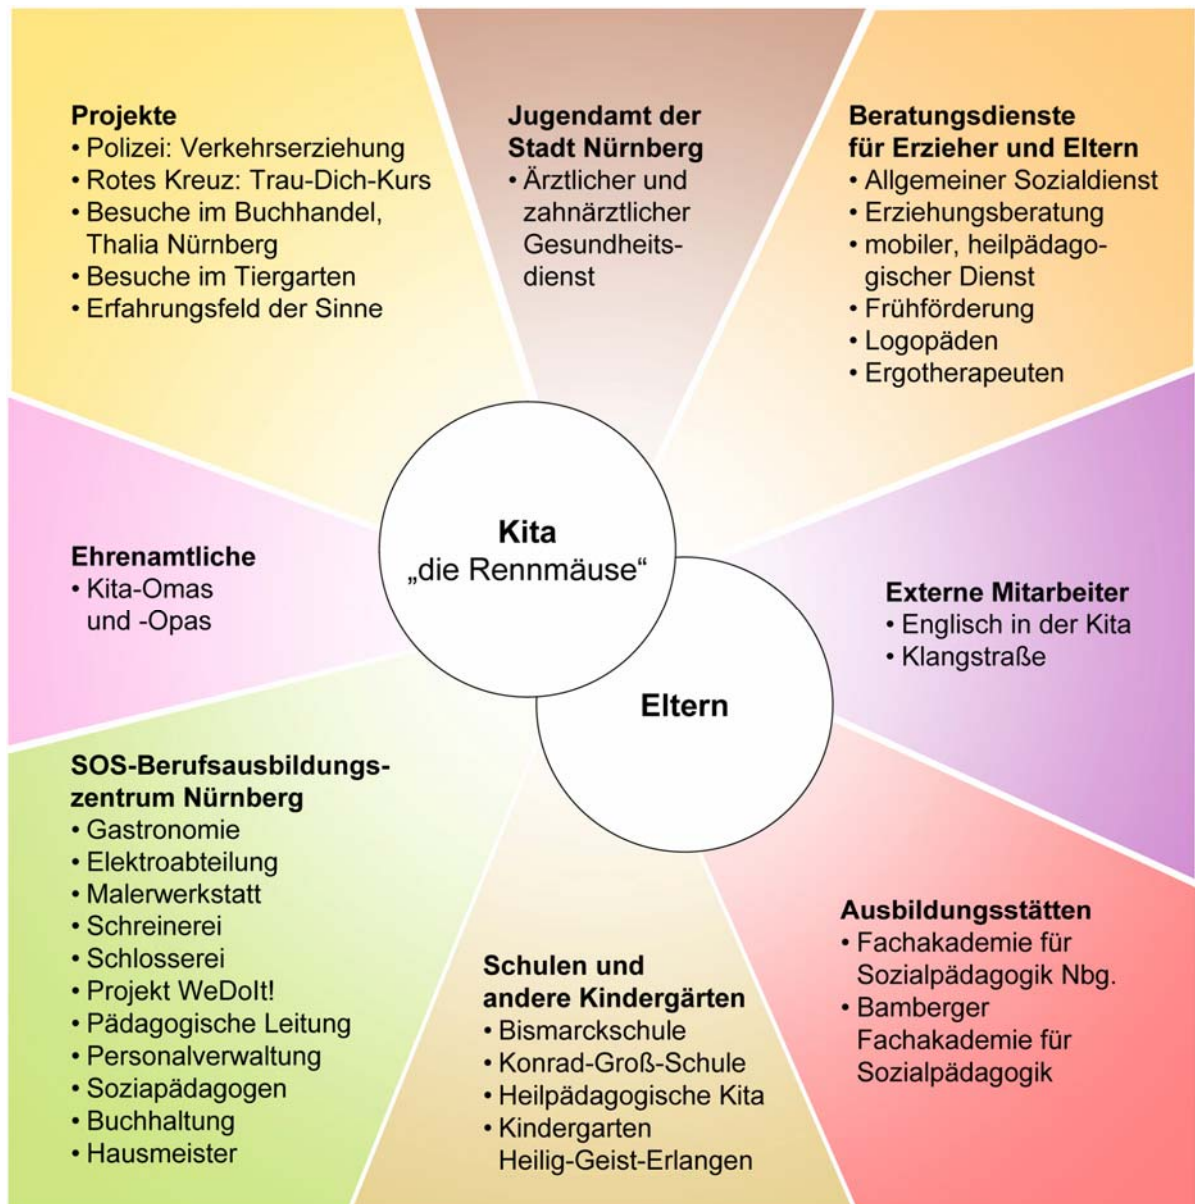 Projekte
• Polizei: Verkehrserziehung
• Rotes Kreuz: Trau-Dich-Kurs
• Besuche im Buchhandel,
Thalia Nürnberg
• Besuche im Tiergarten
• Erfahrungsfeld der Sinne
Jugendamt der
Stadt Nürnberg
• Ärztlicher und
zahnärztlicher
Gesundheits-
dienst
Beratungsdienste
für Erzieher und Eltern
• Allgemeiner Sozialdienst
• Erziehungsberatung
• mobiler, heilpädago-
gischer Dienst
• Frühförderung
• Logopäden
• Ergotherapeuten
Kita
„die Rennmäuse“
Eltern
Ehrenamtliche
• Kita-Omas
und -Opas
Externe Mitarbeiter
• Englisch in der Kita
• Klangstraße
SOS-Berufsausbildungs-
zentrum Nürnberg
• Gastronomie
• Elektroabteilung
• Malerwerkstatt
• Schreinerei
• Schlosserei
• Projekt WeDoIt!
• Pädagogische Leitung
• Personalverwaltung
• Soziapädagogen
• Buchhaltung
• Hausmeister
Schulen und
andere Kindergärten
• Bismarckschule
• Konrad-Groß-Schule
• Heilpädagogische Kita
• Kindergarten
Heilig-Geist-Erlangen
Ausbildungsstätten
• Fachakademie für
Sozialpädagogik Nbg.
• Bamberger
Fachakademie für
Sozialpädagogik